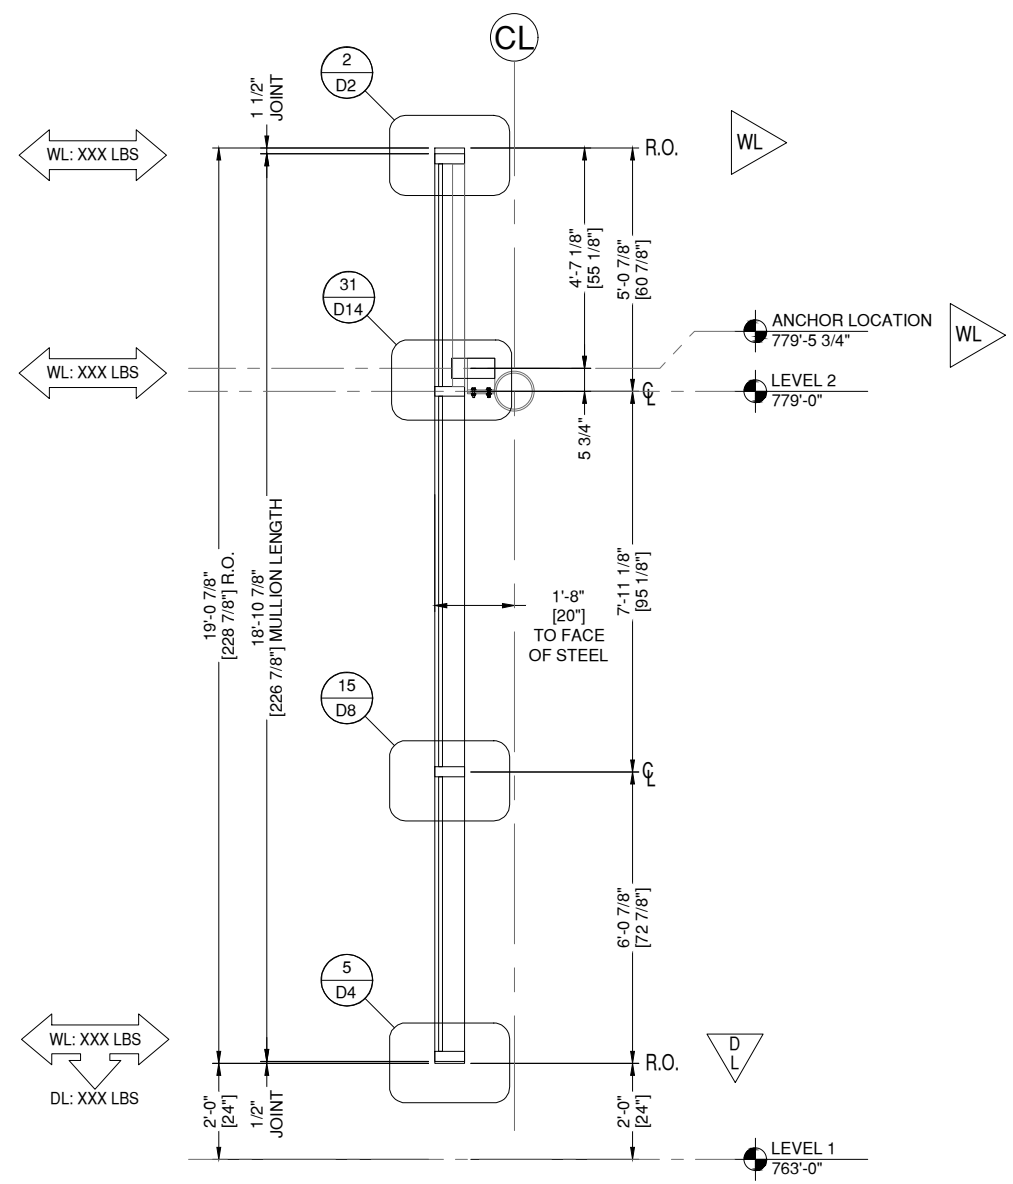 CL
2
D2
1 1/2"
JOINT
WL: XXX LBS
R.O.
WL
4'-7 1/8"
[55 1/8"]
5'-0 7/8"
[60 7/8"]
31
D14
ANCHOR LOCATION
779'-5 3/4"
WL
WL: XXX LBS
CL
LEVEL 2
779'-0"
5 3/4"
19'-0 7/8"
[228 7/8"] R.O.
18'-10 7/8"
[226 7/8"] MULLION LENGTH
7'-11 1/8"
[95 1/8"]
1'-8"
[20"]
TO FACE
OF STEEL
15
D8
CL
6'-0 7/8"
[72 7/8"]
5
D4
WL: XXX LBS
DL: XXX LBS
R.O.
D
L
2'-0"
[24"]
1/2"
JOINT
2'-0"
[24"]
LEVEL 1
763'-0"